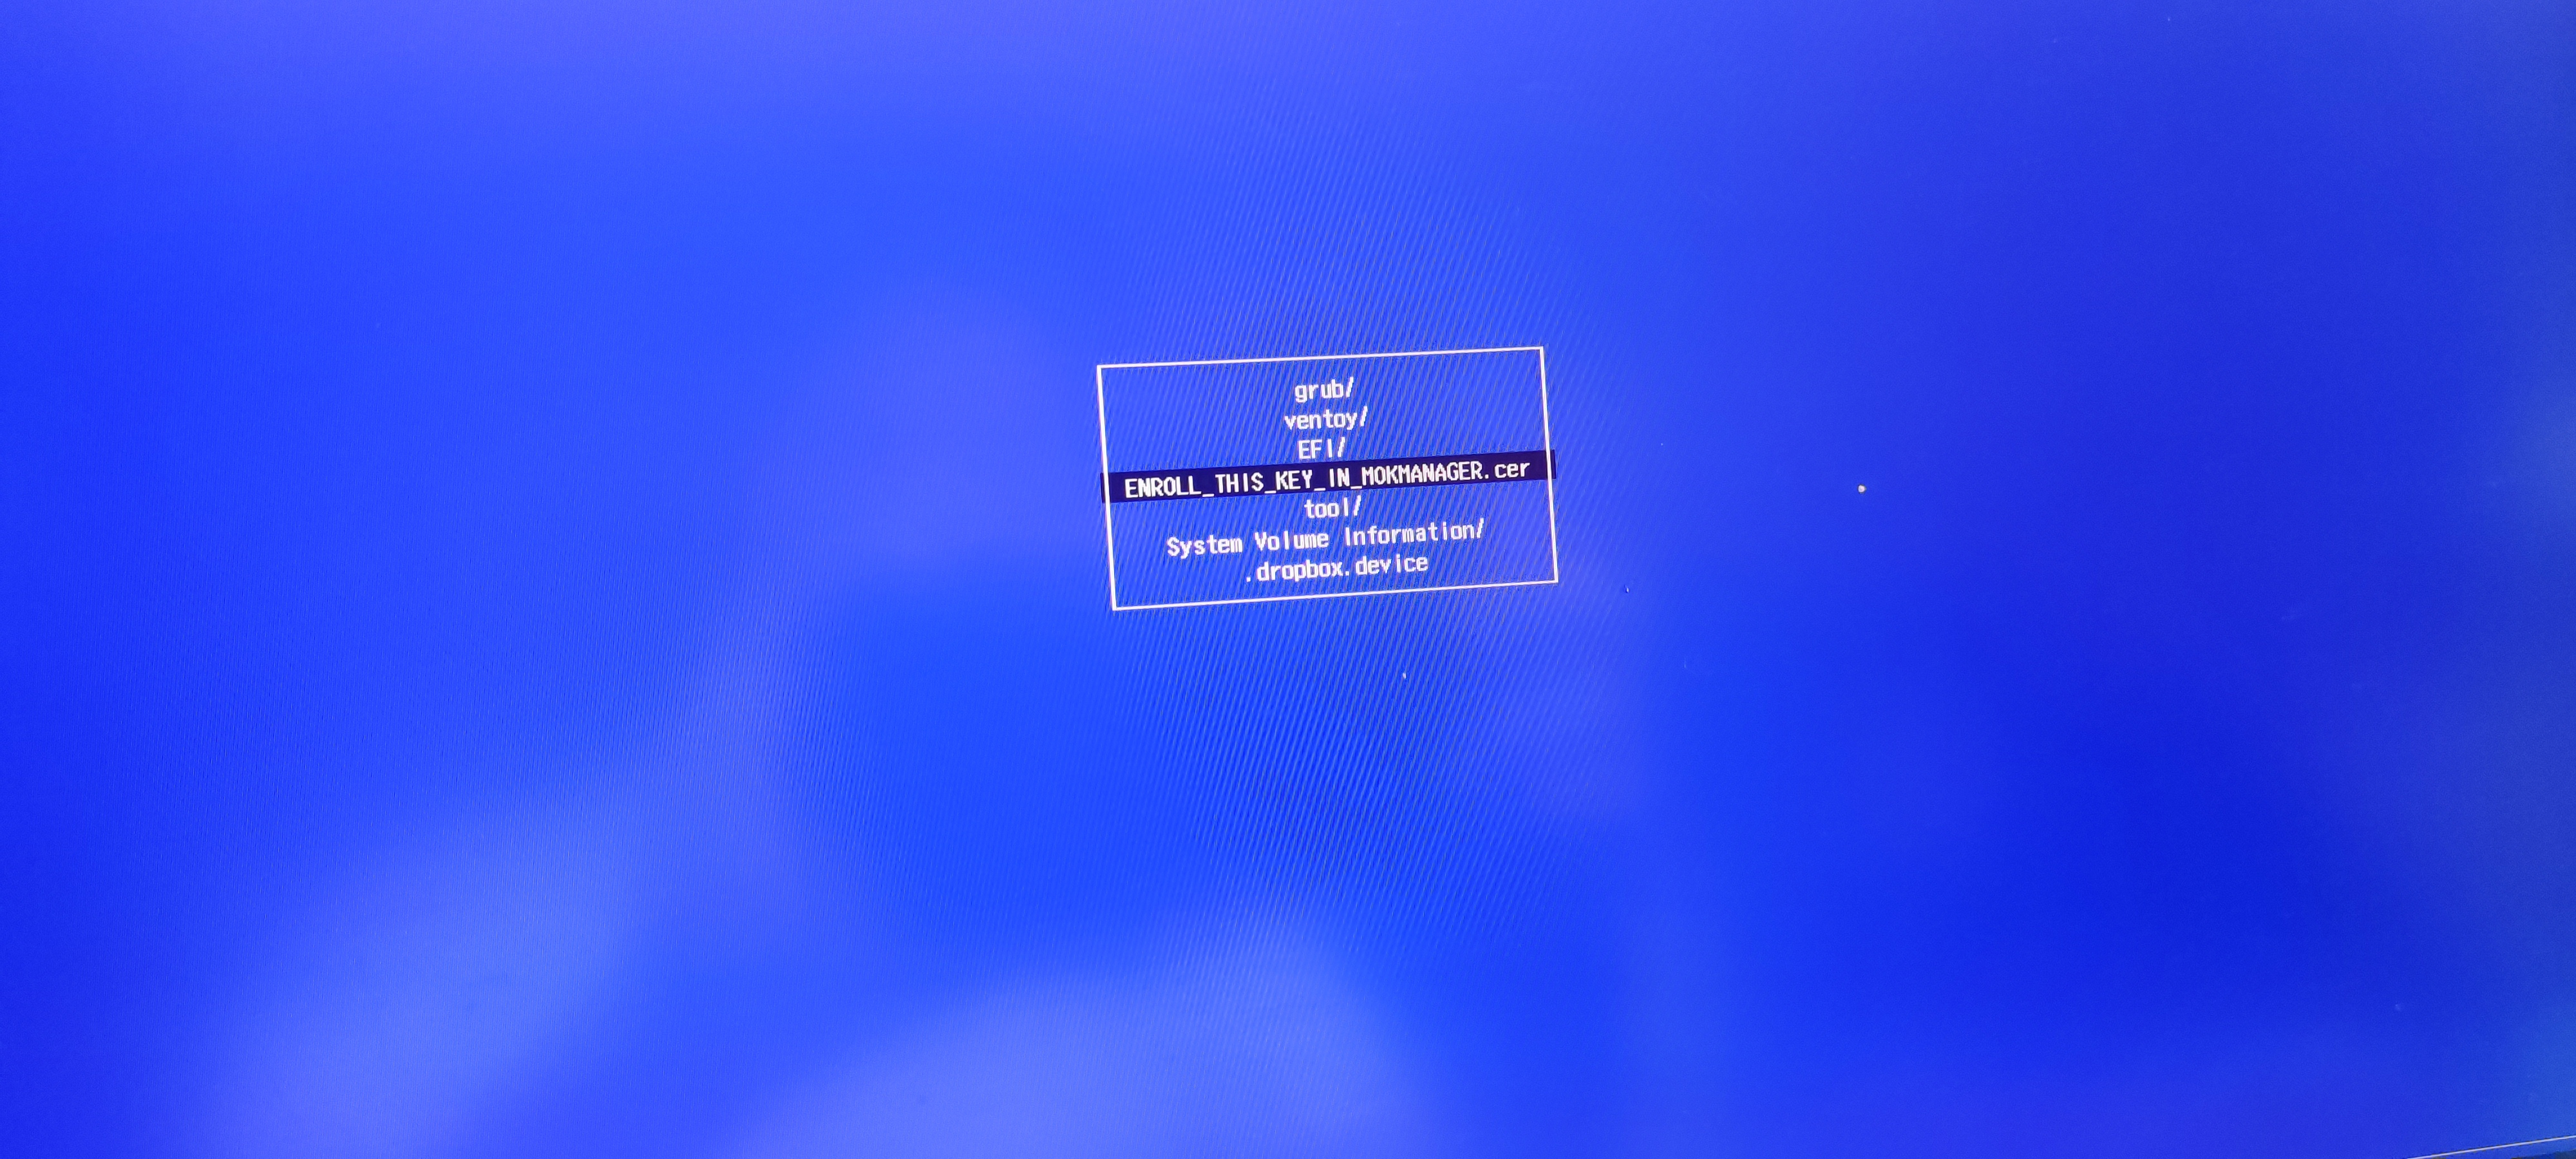 grub/
ventoy/
EFI/
ENROLL_THIS_KEY_IN_MOKMANAGER.cer
tool/
System Volume Information/
.dropbox.device